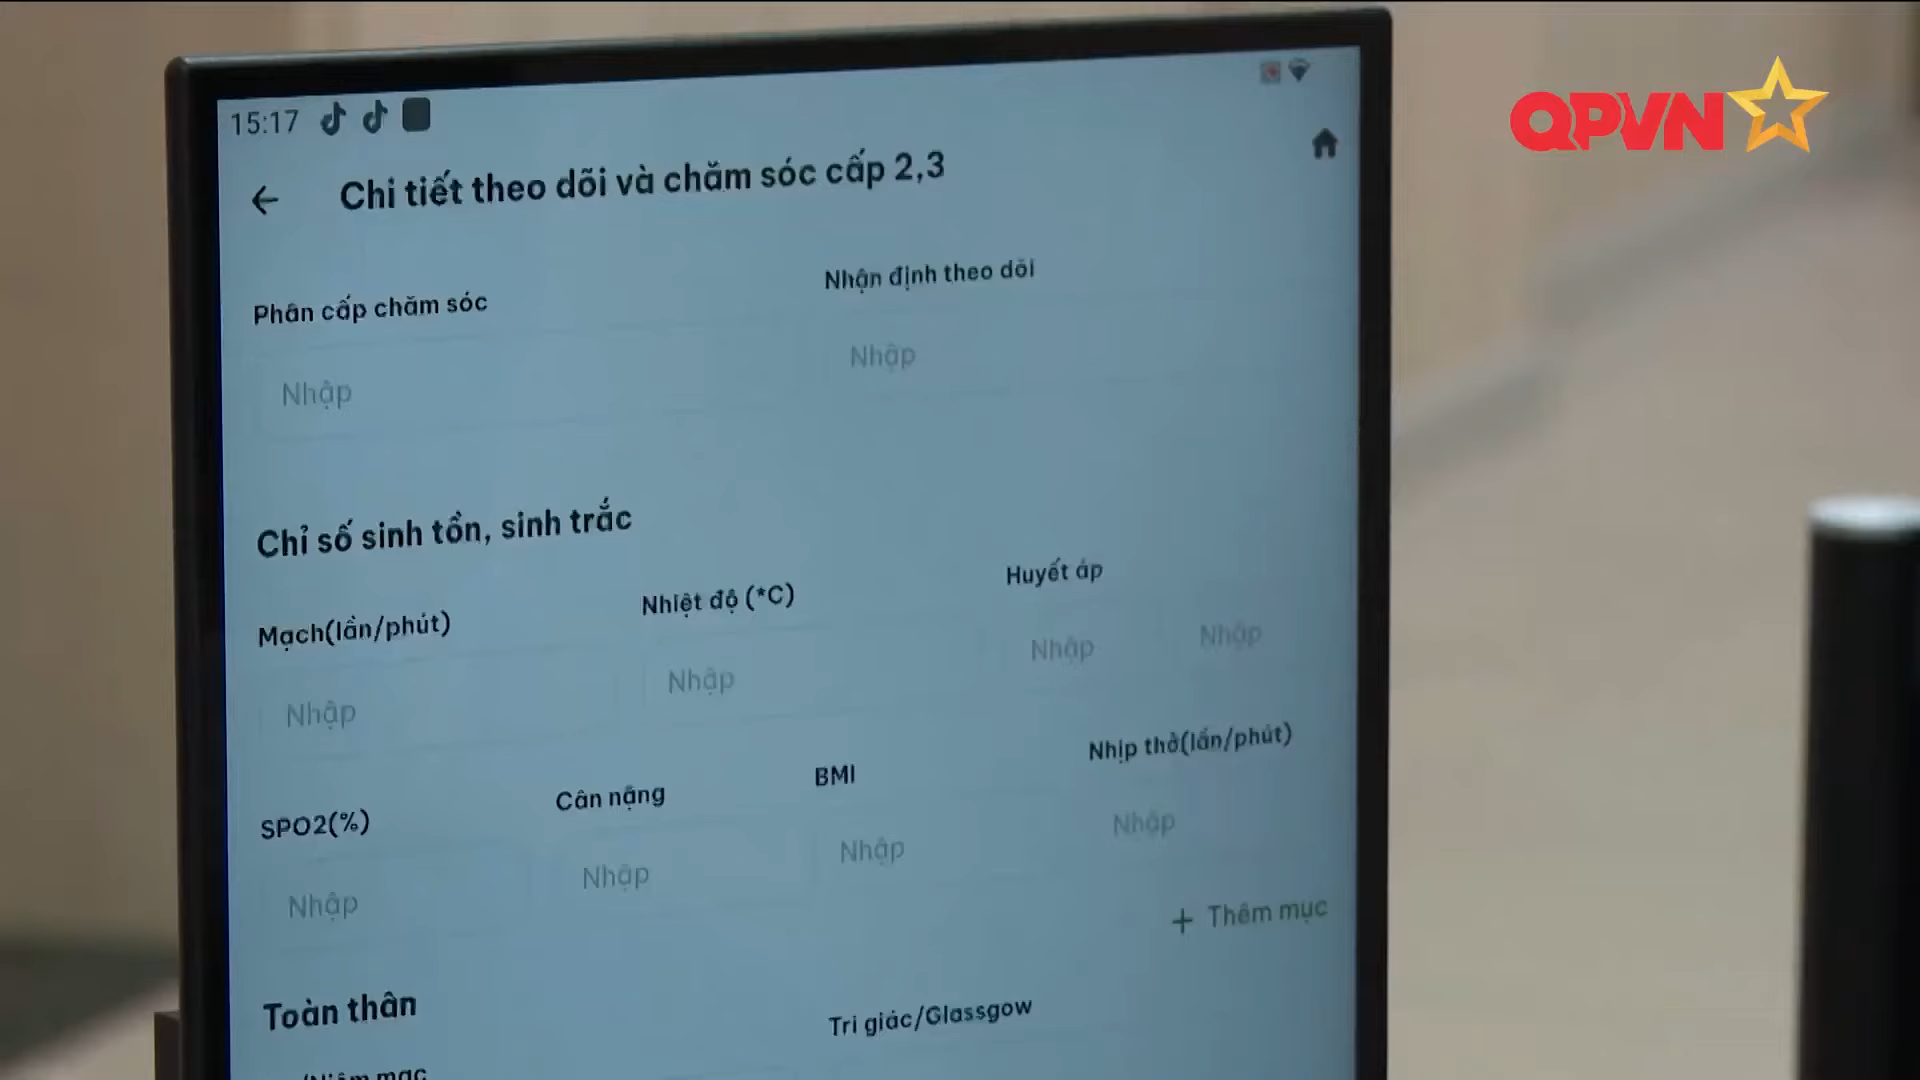 15:17
QPVN
Chi tiết theo dõi và chăm sóc cấp 2,3
Phân cấp chăm sóc
Nhận định theo dõi
Nhập
Nhập
Chỉ số sinh tồn, sinh trắc
Mạch(lần/phút)
Nhiệt độ (*C)
Huyết áp
Nhập
Nhập
Nhập
Nhập
SPO2(%)
Cân nặng
BMI
Nhịp thở(lần/phút)
Nhập
Nhập
Nhập
Nhập
+ Thêm mục
Toàn thân
Tri giác/Glassgow